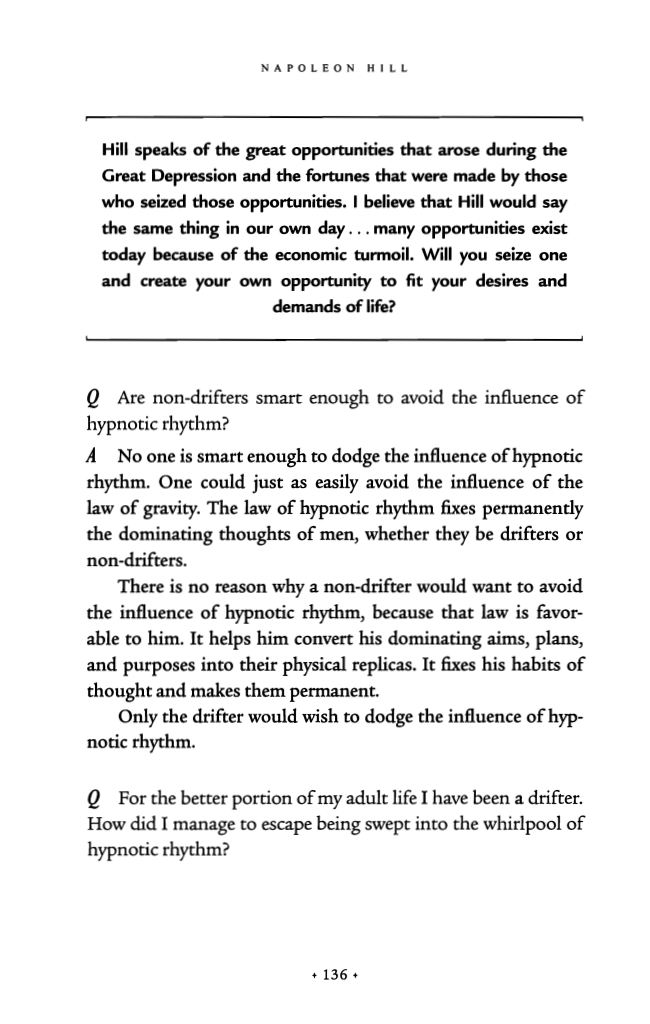 NAPOLEON HILL
Hill speaks of the great opportunities that arose during the
Great Depression and the fortunes that were made by those
who seized those opportunities. I believe that Hill would say
the same thing in our own day . . . many opportunities exist
today because of the economic turmoil. Will you seize one
and create your own opportunity to fit your desires and
demands of life?
Q Are non-drifters smart enough to avoid the influence of
hypnotic rhythm?
A No one is smart enough to dodge the influence of hypnotic
rhythm. One could just as easily avoid the influence of the
law of gravity. The law of hypnotic rhythm fixes permanently
the dominating thoughts of men, whether they be drifters or
non-drifters.
There is no reason why a non-drifter would want to avoid
the influence of hypnotic rhythm, because that law is favor-
able to him. It helps him convert his dominating aims, plans,
and purposes into their physical replicas. It fixes his habits of
thought and makes them permanent.
Only the drifter would wish to dodge the influence of hyp-
notic rhythm.
Q For the better portion of my adult life I have been a drifter.
How did I manage to escape being swept into the whirlpool of
hypnotic rhythm?
• 136 •